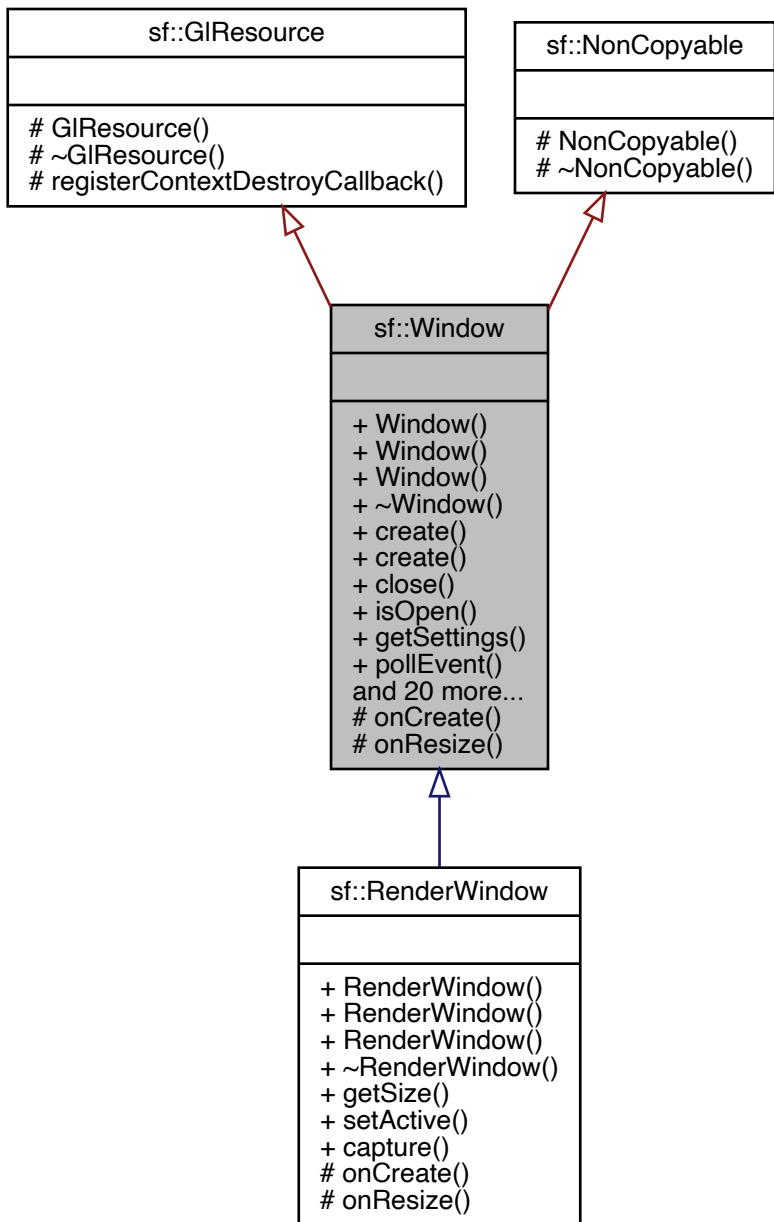 sf::GlResource
# GlResource()
# ~GlResource()
# registerContextDestroyCallback()
sf::NonCopyable
# NonCopyable()
# ~NonCopyable()
sf::Window
+ Window()
+ Window()
+ Window()
+ ~Window()
+ create()
+ create()
+ close()
+ isOpen()
+ getSettings()
+ pollEvent()
and 20 more...
# onCreate()
# onResize()
sf::RenderWindow
+ RenderWindow()
+ RenderWindow()
+ RenderWindow()
+ ~RenderWindow()
+ getSize()
+ setActive()
+ capture()
# onCreate()
# onResize()